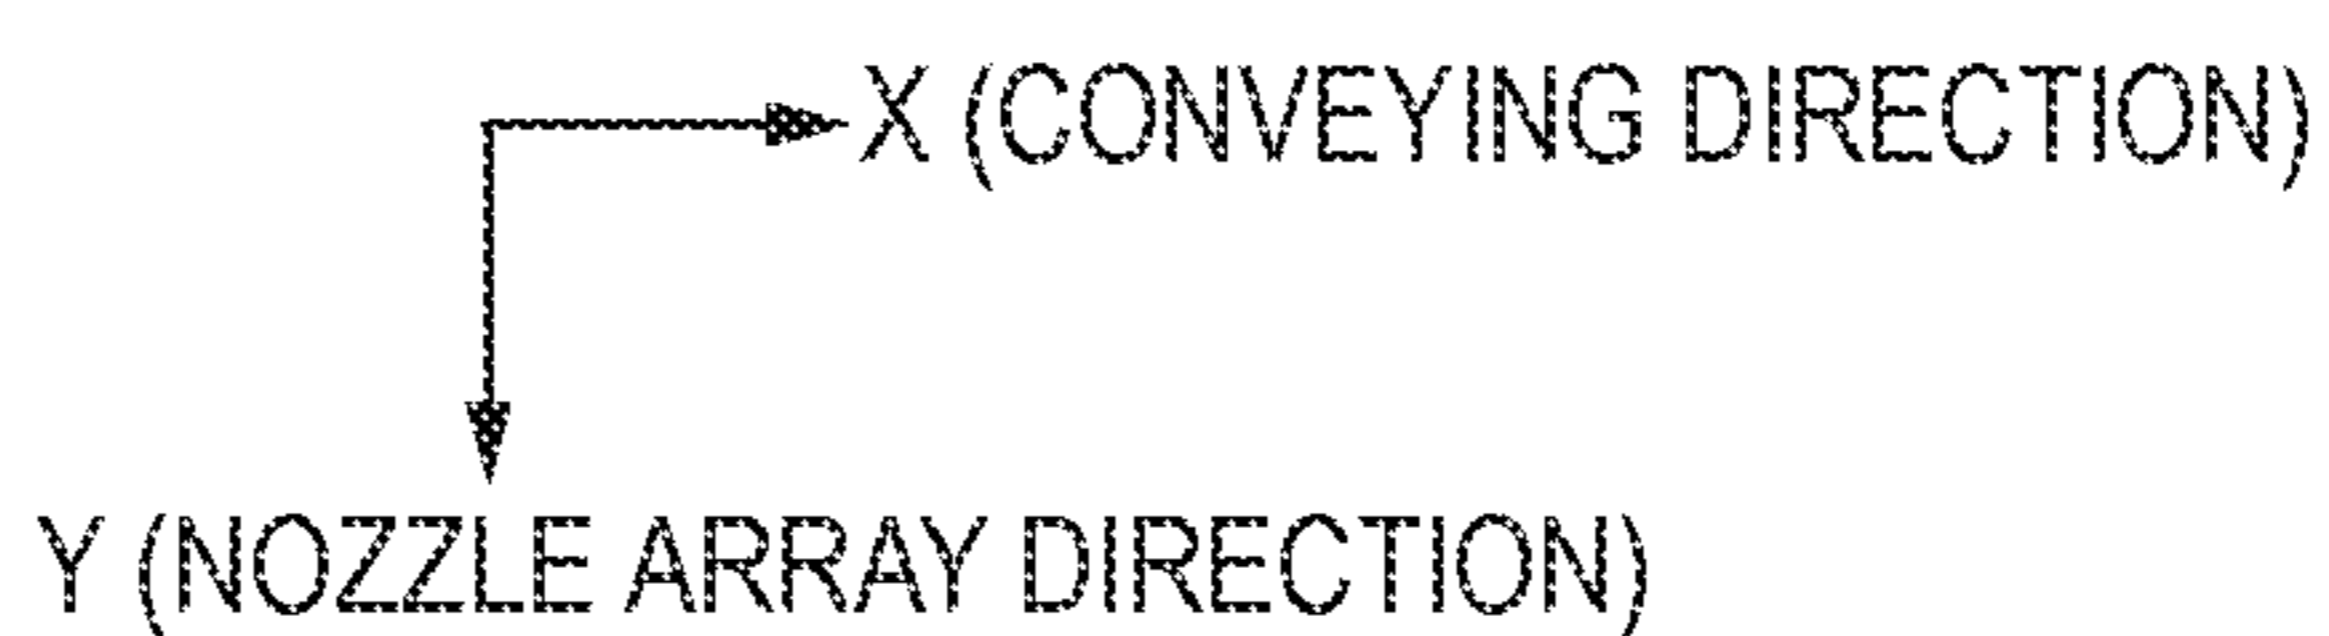 X (CONVEYING DIRECTION)
Y (NOZZLE ARRAY DIRECTION)